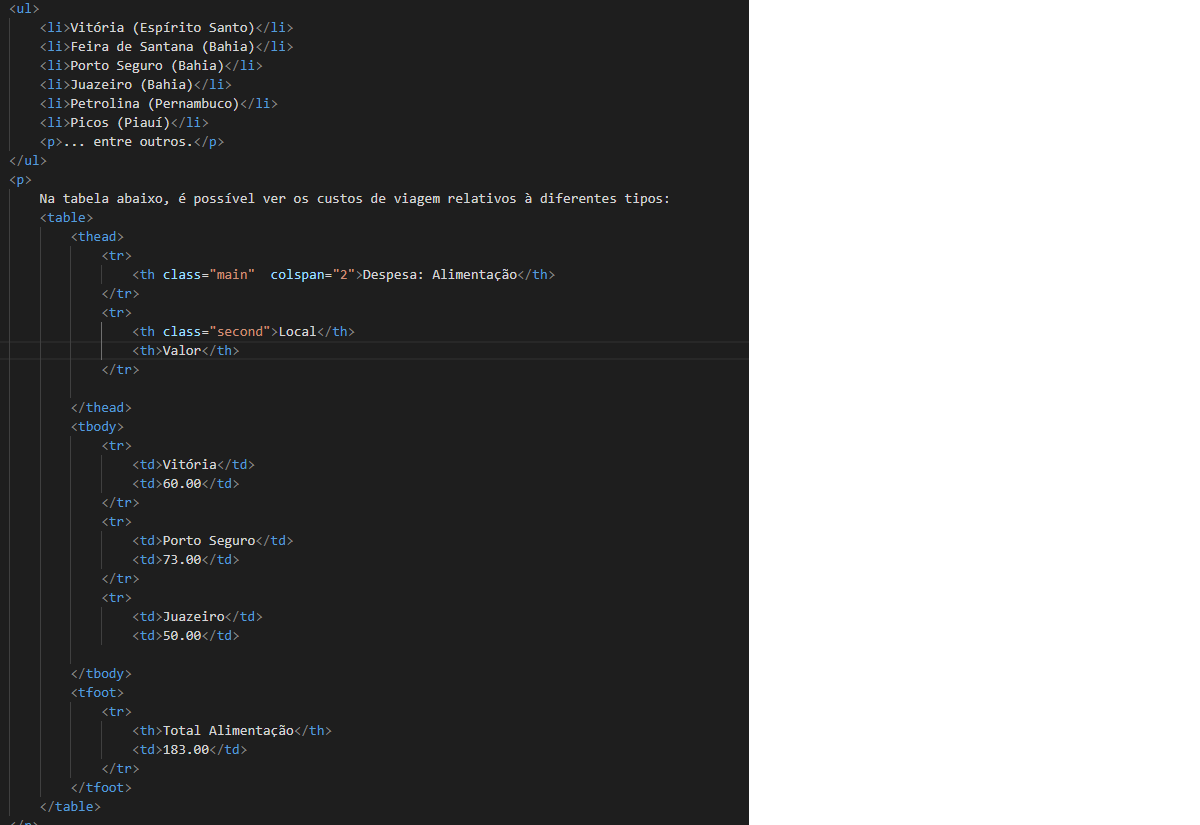 <ul>
<li>Vitória (Espírito Santo)</li>
<li>Feira de Santana (Bahia)</li>
<li>Porto Seguro (Bahia)</li>
<li>Juazeiro (Bahia)</li>
<li>Petrolina (Pernambuco)</li>
<li>Picos (Piauí)</li>
<p>... entre outros.</p>
</ul>
<p>
Na tabela abaixo, é possível ver os custos de viagem relativos à diferentes tipos:
<table>
<thead>
<tr>
<th class="main"  colspan="2">Despesa: Alimentação</th>
</tr>
<tr>
<th class="second">Local</th>
<th>Valor</th>
</tr>
</thead>
<tbody>
<tr>
<td>Vitória</td>
<td>60.00</td>
</tr>
<tr>
<td>Porto Seguro</td>
<td>73.00</td>
</tr>
<tr>
<td>Juazeiro</td>
<td>50.00</td>
</tbody>
<tfoot>
<tr>
<th>Total Alimentação</th>
<td>183.00</td>
</tr>
</tfoot>
</table>